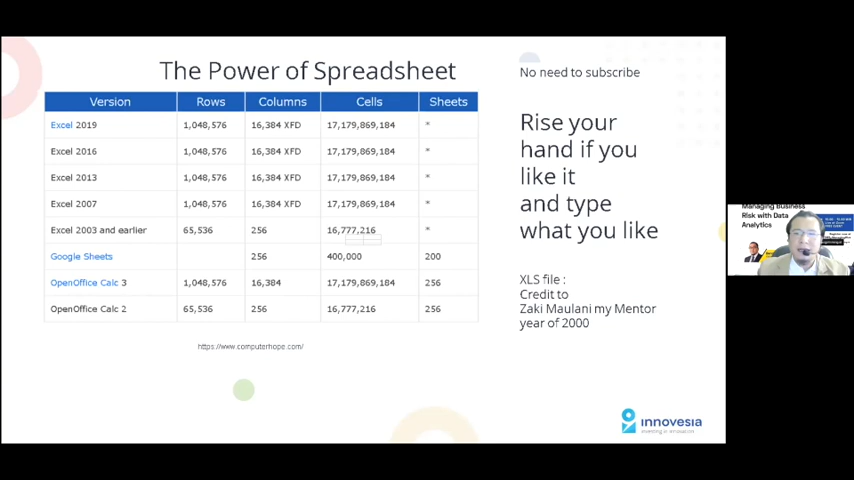 The Power of Spreadsheet
Version Rows Columns Cells Sheets
Excel 2019 1,048,576 16,384 XFD 17,179,869,184 *
Excel 2016 1,048,576 16,384 XFD 17,179,869,184 *
Excel 2013 1,048,576 16,384 XFD 17,179,869,184 *
Excel 2007 1,048,576 16,384 XFD 17,179,869,184 *
Excel 2003 and earlier 65,536 256 16,777,216 *
Google Sheets 256 400,000 200
OpenOffice Calc 3 1,048,576 16,384 17,179,869,184 256
OpenOffice Calc 2 65,536 256 16,777,216 256
https://www.computerhope.com/
No need to subscribe
Rise your
hand if you
like it
and type
what you like
XLS file :
Credit to
Zaki Maulani my Mentor
year of 2000
innovesia
Managing Business
Risk with Data
Analytics